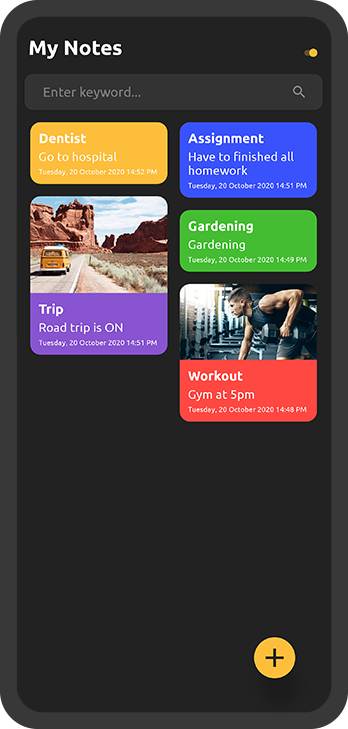 My Notes
Enter keyword...
Dentist
Go to hospital
Tuesday, 20 October 2020 14:52 PM
Assignment
Have to finished all
homework
Tuesday, 20 October 2020 14:51 PM
Trip
Road trip is ON
Tuesday, 20 October 2020 14:51 PM
Gardening
Gardening
Tuesday, 20 October 2020 14:49 PM
Workout
Gym at 5pm
Tuesday, 20 October 2020 14:48 PM